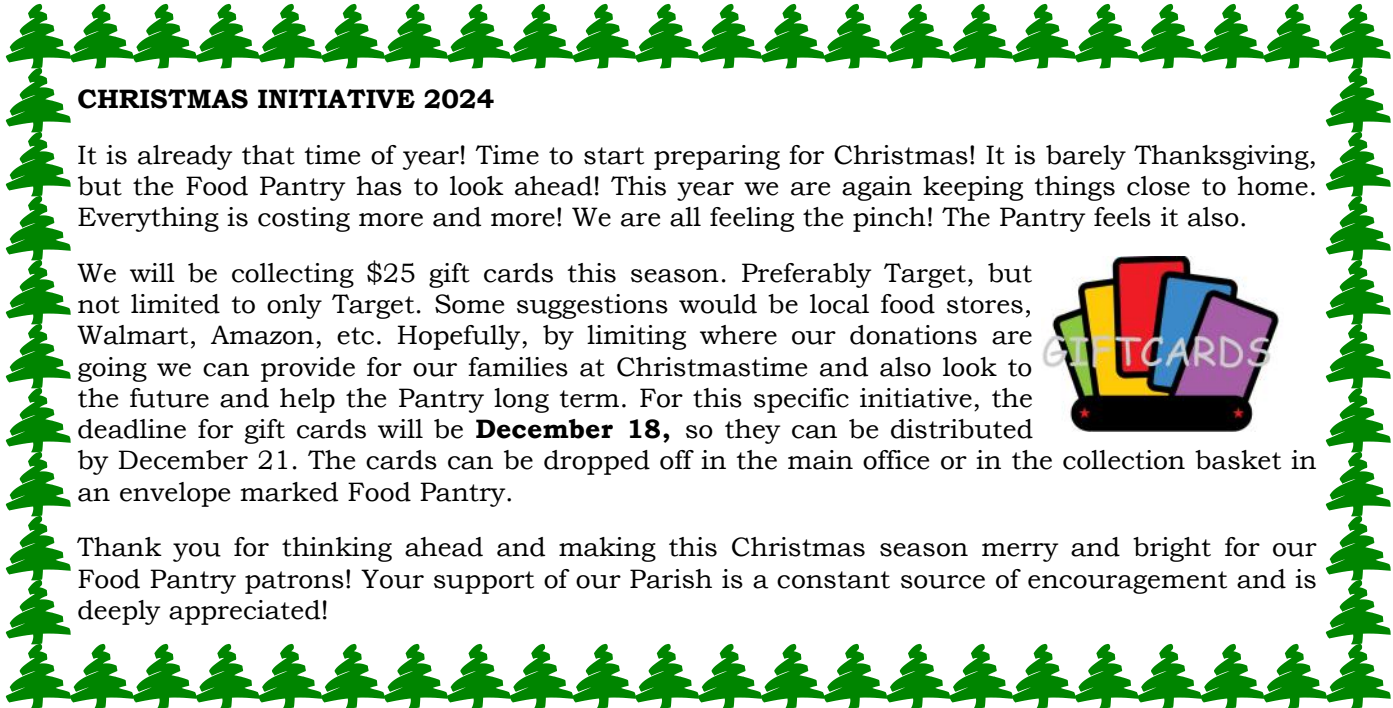 CHRISTMAS INITIATIVE 2024
It is already that time of year! Time to start preparing for Christmas! It is barely Thanksgiving,
but the Food Pantry has to look ahead! This year we are again keeping things close to home.
Everything is costing more and more! We are all feeling the pinch! The Pantry feels it also.
We will be collecting $25 gift cards this season. Preferably Target, but
not limited to only Target. Some suggestions would be local food stores,
Walmart, Amazon, etc. Hopefully, by limiting where our donations are
going we can provide for our families at Christmastime and also look to
the future and help the Pantry long term. For this specific initiative, the
deadline for gift cards will be December 18, so they can be distributed
by December 21. The cards can be dropped off in the main office or in the collection basket in
an envelope marked Food Pantry.
GIFTCARDS
Thank you for thinking ahead and making this Christmas season merry and bright for our
Food Pantry patrons! Your support of our Parish is a constant source of encouragement and is
deeply appreciated!